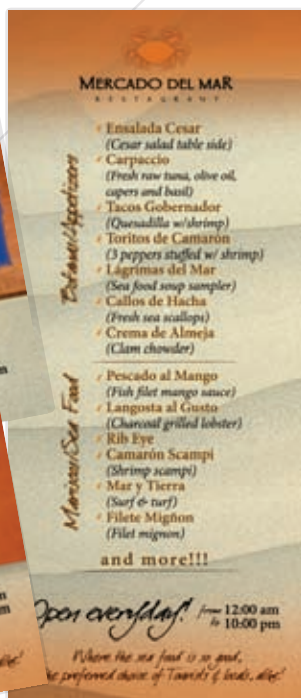 MERCADO DEL MAR
RESTAURANT
Botanas/Appetizers
Ensalada Cesar
(Cesar salad table side)
Carpaccio
(Fresh raw tuna, olive oil,
capers and basil)
Tacos Gobernador
(Quesadilla w/shrimp)
Toritos de Camarón
(3 peppers stuffed w/ shrimp)
Lágrimas del Mar
(Sea food soup sampler)
Callos de Hacha
(Fresh sea scallops)
Crema de Almeja
(Clam chowder)
Mariscos/Sea Food
Pescado al Mango
(Fish filet mango sauce)
Langosta al Gusto
(Charcoal grilled lobster)
Rib Eye
Camarón Scampi
(Shrimp scampi)
Mar y Tierra
(Surf & turf)
Filete Migñon
(Filet mignon)
and more!!!
Open everyday! from 12:00 am
to 10:00 pm
Where the sea food is so good,
preferred choice of Tourists & locals, alike!